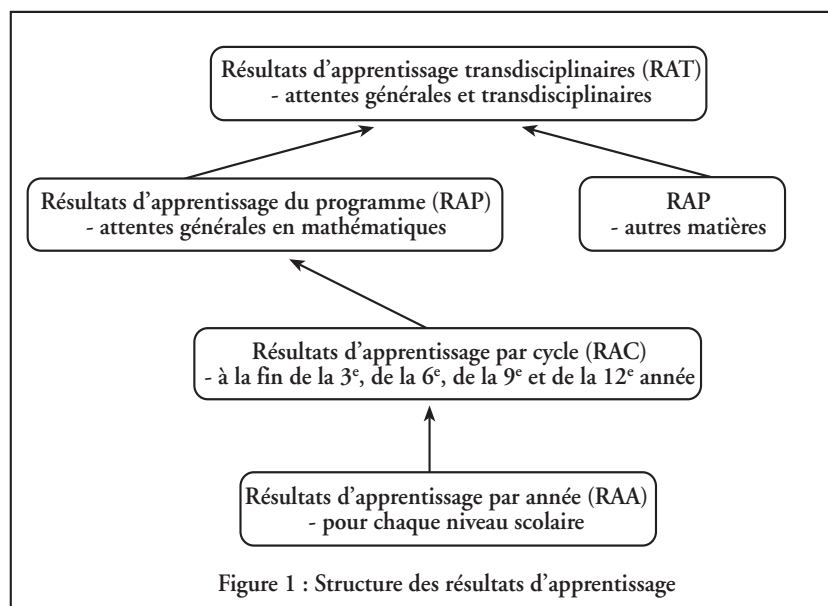 Résultats d’apprentissage transdisciplinaires (RAT)
- attentes générales et transdisciplinaires
Résultats d’apprentissage du programme (RAP)
- attentes générales en mathématiques
RAP
- autres matières
Résultats d’apprentissage par cycle (RAC)
- à la fin de la 3e, de la 6e, de la 9e et de la 12e année
Résultats d’apprentissage par année (RAA)
- pour chaque niveau scolaire
Figure 1 : Structure des résultats d’apprentissage